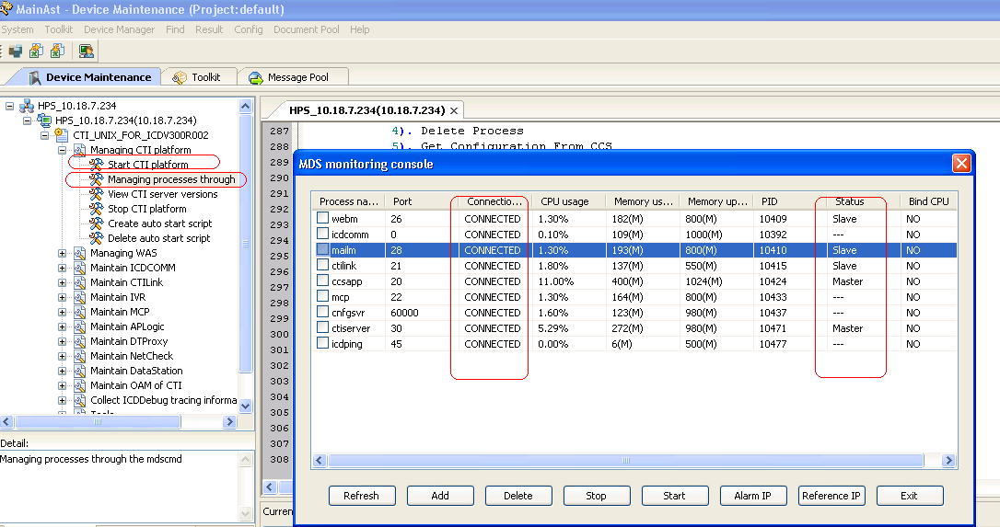 MainAst - Device Maintenance (Project:default)
System Toolkit Device Manager Find Result Config Document Pool Help
Device Maintenance Toolkit Message Pool
HPS_10.18.7.234
HPS_10.18.7.234(10.18.7.234)
CTI_UNIX_FOR_ICDV300R002
Managing CTI platform
Start CTI platform
Managing processes through
View CTI server versions
Stop CTI platform
Create auto start script
Delete auto start script
Managing WAS
Maintain ICDCOMM
Maintain CTILink
Maintain IVR
Maintain MCP
Maintain APLogic
Maintain DTProxy
Maintain NetCheck
Maintain DataStation
Maintain OAM of CTI
Collect ICDDebug tracing informa
Detail:
Managing processes through the mdscmd
HPS_10.18.7.234(10.18.7.234)
287 4). Delete Process
288 5). Get Configuration From CCS
289
290
291
292
293
294
295
296
297
298
299
300
301
302
303
304
305
306
307
308
Curren
MDS monitoring console
Process na... Port Connectio... CPU usage Memory us... Memory up... PID Status Bind CPU
webm 26 CONNECTED 1.30% 182(M) 800(M) 10409 Slave NO
icdcomm 0 CONNECTED 0.10% 109(M) 1000(M) 10392 --- NO
mailm 28 CONNECTED 1.30% 193(M) 800(M) 10410 Slave NO
ctilink 21 CONNECTED 1.80% 137(M) 550(M) 10415 Slave NO
ccsapp 20 CONNECTED 11.00% 400(M) 1024(M) 10424 Master NO
mcp 22 CONNECTED 1.30% 164(M) 800(M) 10433 --- NO
cnfgsvr 60000 CONNECTED 1.60% 123(M) 980(M) 10437 --- NO
ctiserver 30 CONNECTED 5.29% 272(M) 980(M) 10471 Master NO
icdping 45 CONNECTED 0.00% 6(M) 500(M) 10477 --- NO
Refresh Add Delete Stop Start Alarm IP Reference IP Exit